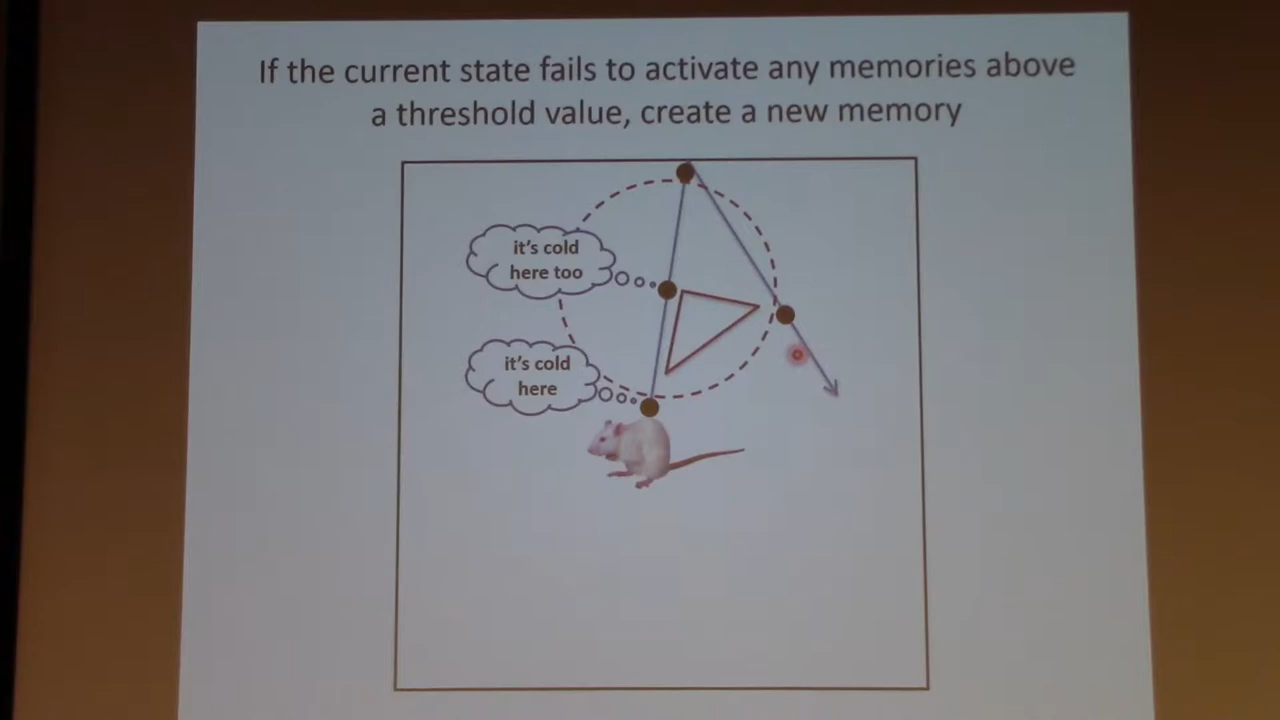 If the current state fails to activate any memories above
a threshold value, create a new memory
it's cold
here too
it's cold
here